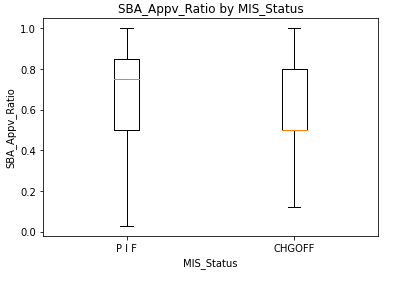 SBA_Appv_Ratio by MIS_Status
SBA_Appv_Ratio
1.0
0.8
0.6
0.4
0.2
0.0
P I F
CHGOFF
MIS_Status